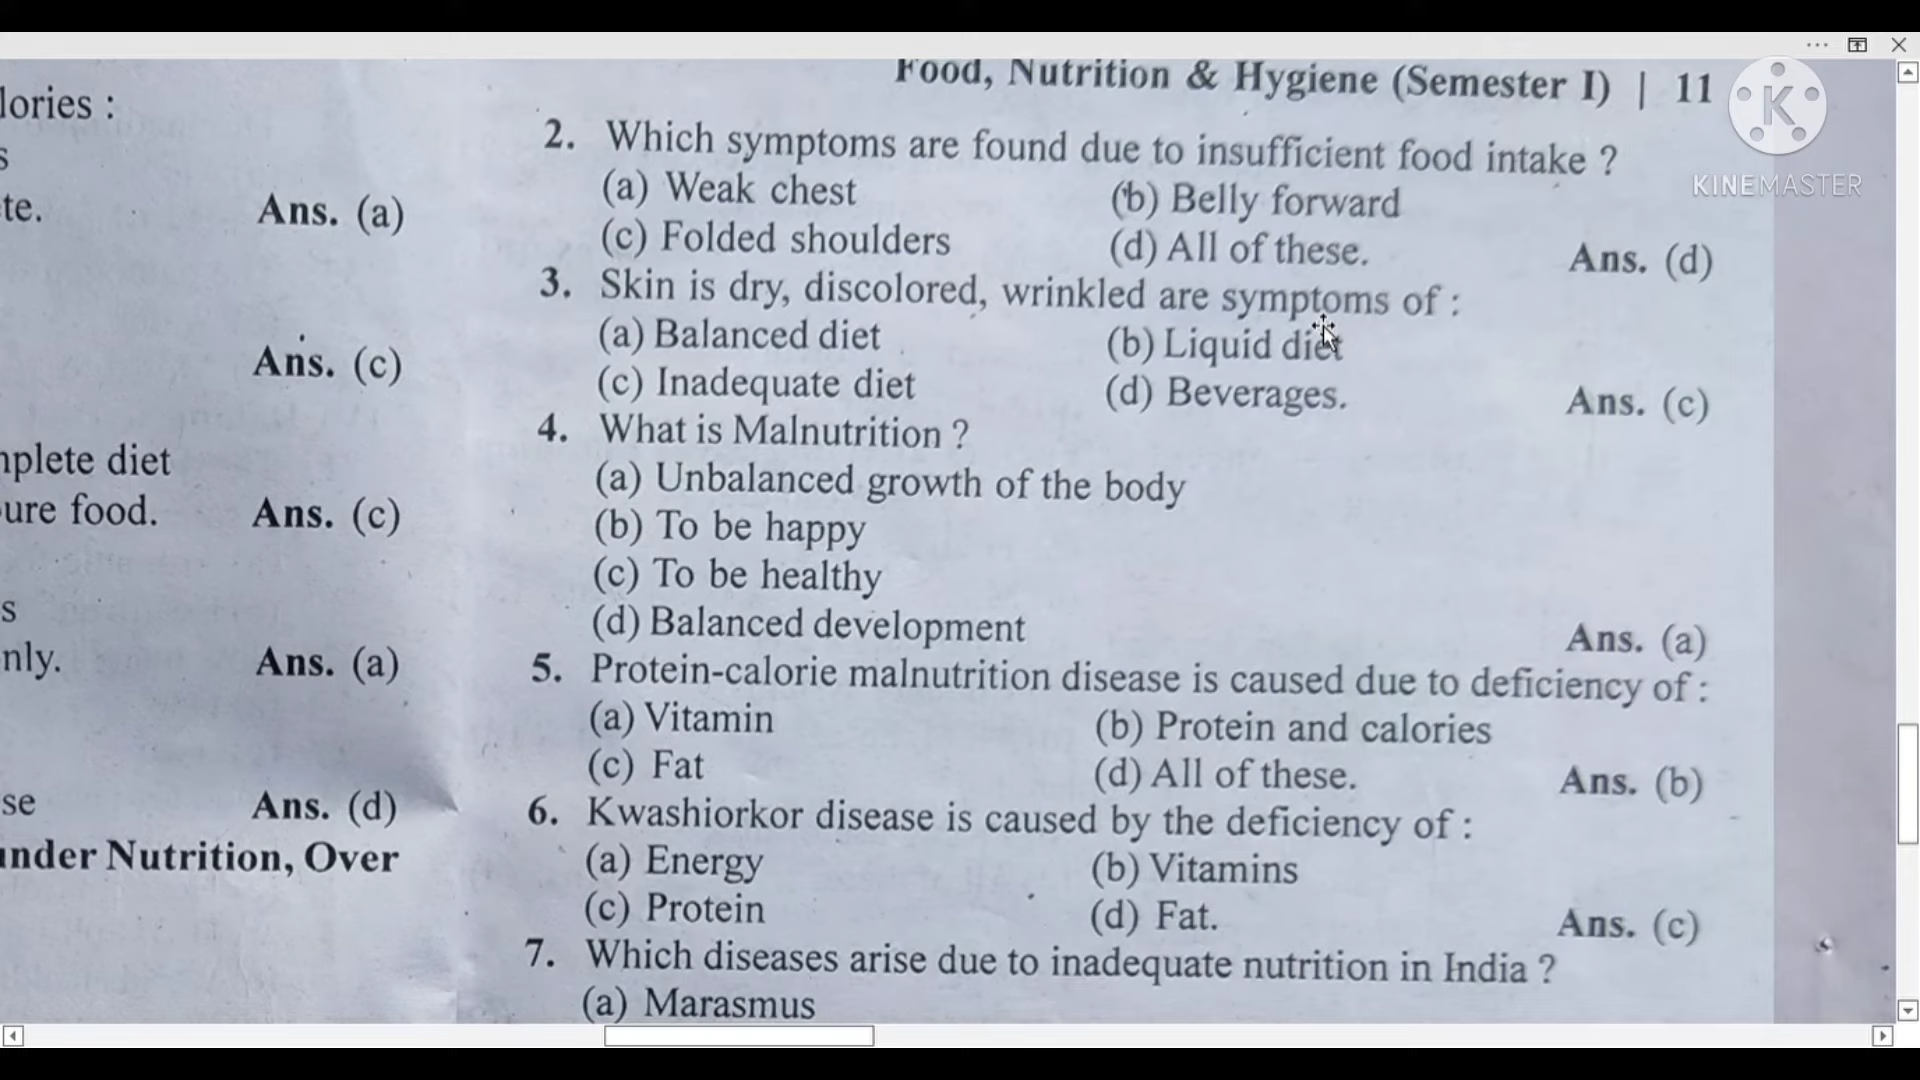 Food, Nutrition & Hygiene (Semester I) | 11
KINEMASTER
lories :
s
te. Ans. (a)
Ans. (c)
nplete diet
ure food. Ans. (c)
s
nly. Ans. (a)
se Ans. (d)
under Nutrition, Over
2. Which symptoms are found due to insufficient food intake ?
(a) Weak chest (b) Belly forward
(c) Folded shoulders (d) All of these. Ans. (d)
3. Skin is dry, discolored, wrinkled are symptoms of :
(a) Balanced diet (b) Liquid diet
(c) Inadequate diet (d) Beverages. Ans. (c)
4. What is Malnutrition ?
(a) Unbalanced growth of the body
(b) To be happy
(c) To be healthy
(d) Balanced development Ans. (a)
5. Protein-calorie malnutrition disease is caused due to deficiency of :
(a) Vitamin (b) Protein and calories
(c) Fat (d) All of these. Ans. (b)
6. Kwashiorkor disease is caused by the deficiency of :
(a) Energy (b) Vitamins
(c) Protein (d) Fat. Ans. (c)
7. Which diseases arise due to inadequate nutrition in India ?
(a) Marasmus